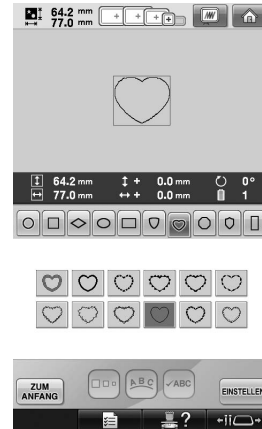 64.2 mm
77.0 mm
64.2 mm + 0.0 mm 0°
77.0 mm + 0.0 mm 1
ZUM ANFANG
ABC
✓ABC
EINSTELLEN
?